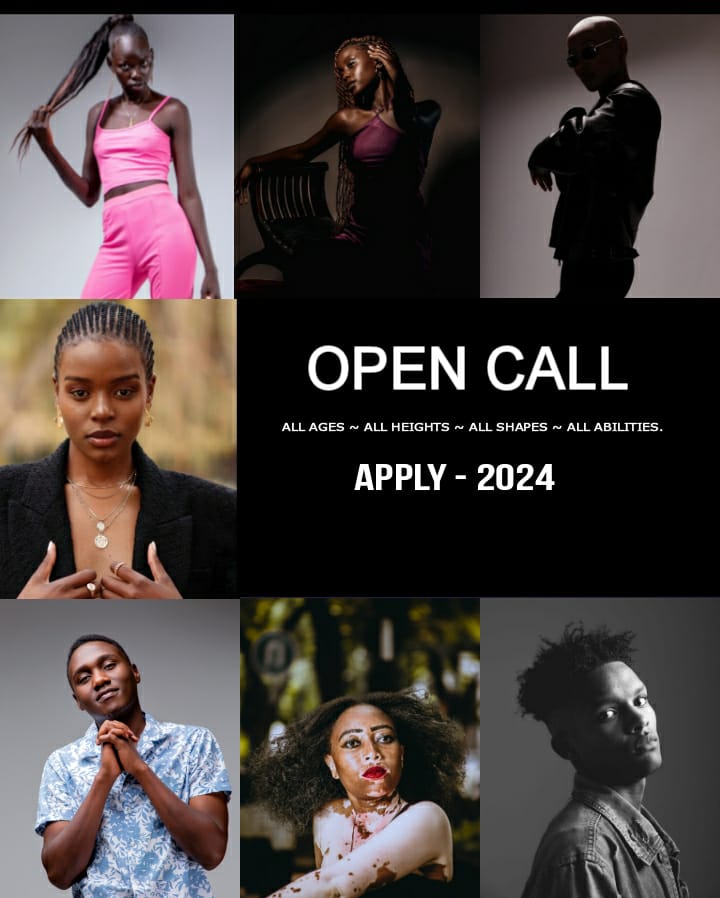 OPEN CALL
ALL AGES ~ ALL HEIGHTS ~ ALL SHAPES ~ ALL ABILITIES.
APPLY - 2024